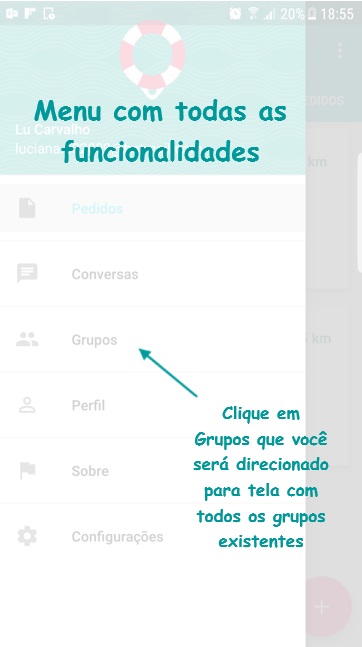 20% 18:55
Menu com todas as
Lu Carvalho
funcionalidades
EDIDOS
km
Pedidos
Conversas
Grupos
km
Perfil
Clique em
Grupos que você
será direcionado
para tela com
todos os grupos
existentes
Sobre
Configurações